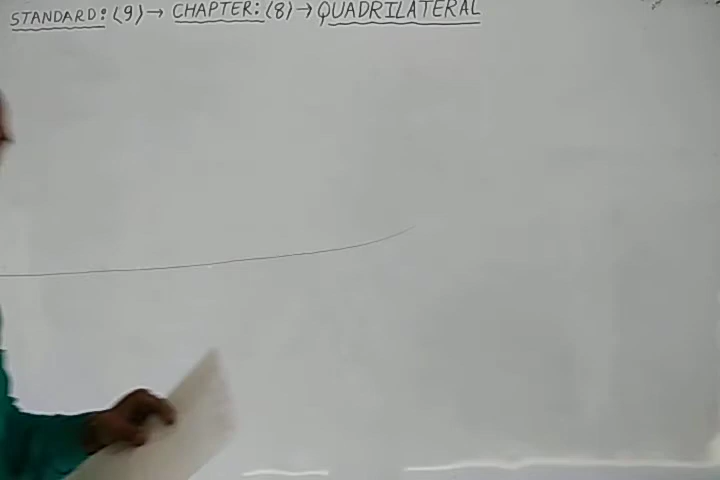 STANDARD: (9) → CHAPTER: (8) → QUADRILATERAL